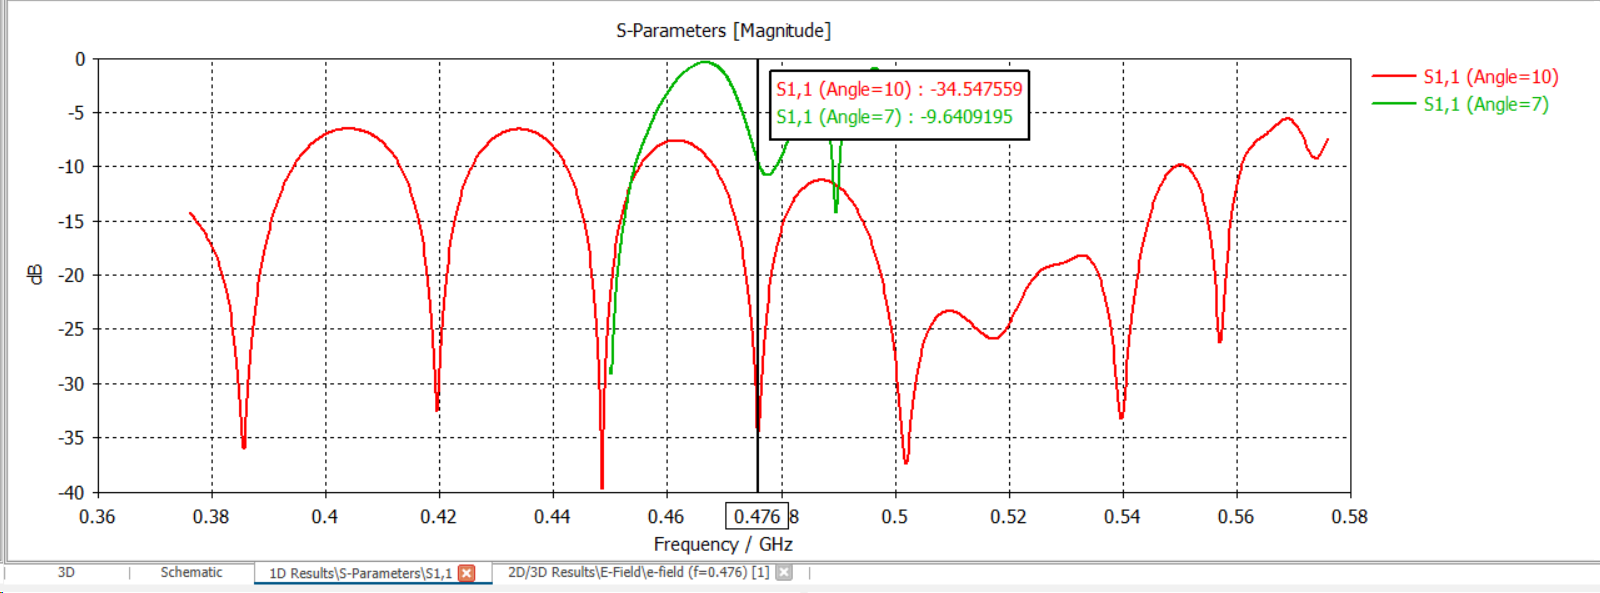 S-Parameters [Magnitude]
0
-5
-10
-15
-20
-25
-30
-35
-40
dB
S1,1 (Angle=10) : -34.547559
S1,1 (Angle=7) : -9.6409195
S1,1 (Angle=10)
S1,1 (Angle=7)
0.36 0.38 0.4 0.42 0.44 0.46 0.476 8 0.5 0.52 0.54 0.56 0.58
Frequency / GHz
3D Schematic 1D Results\S-Parameters\S1,1 2D/3D Results\E-Field\e-field (f=0.476) [1]